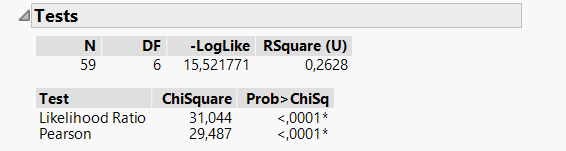 Tests
N DF -LogLike RSquare (U)
59 6 15,521771 0,2628
Test ChiSquare Prob>ChiSq
Likelihood Ratio 31,044 <,0001*
Pearson 29,487 <,0001*